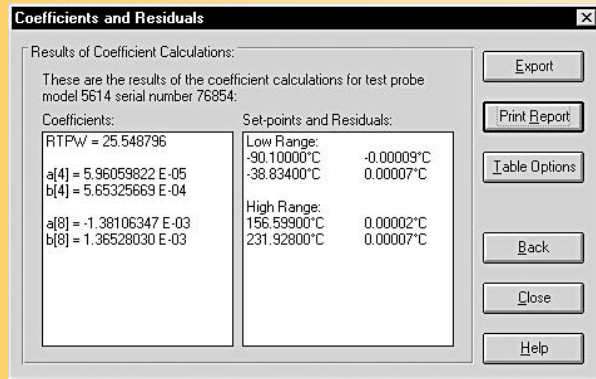 Coefficients and Residuals
Results of Coefficient Calculations:
These are the results of the coefficient calculations for test probe
model 5614 serial number 76854:
Coefficients:
RTPW = 25.548796
a[4] = 5.96059822 E-05
b[4] = 5.65325669 E-04
a[8] = -1.38106347 E-03
b[8] = 1.36528030 E-03
Set-points and Residuals:
Low Range:
-90.10000°C -0.00009°C
-38.83400°C 0.00007°C
High Range:
156.59900°C 0.00002°C
231.92800°C 0.00007°C
Export
Print Report
Table Options
Back
Close
Help